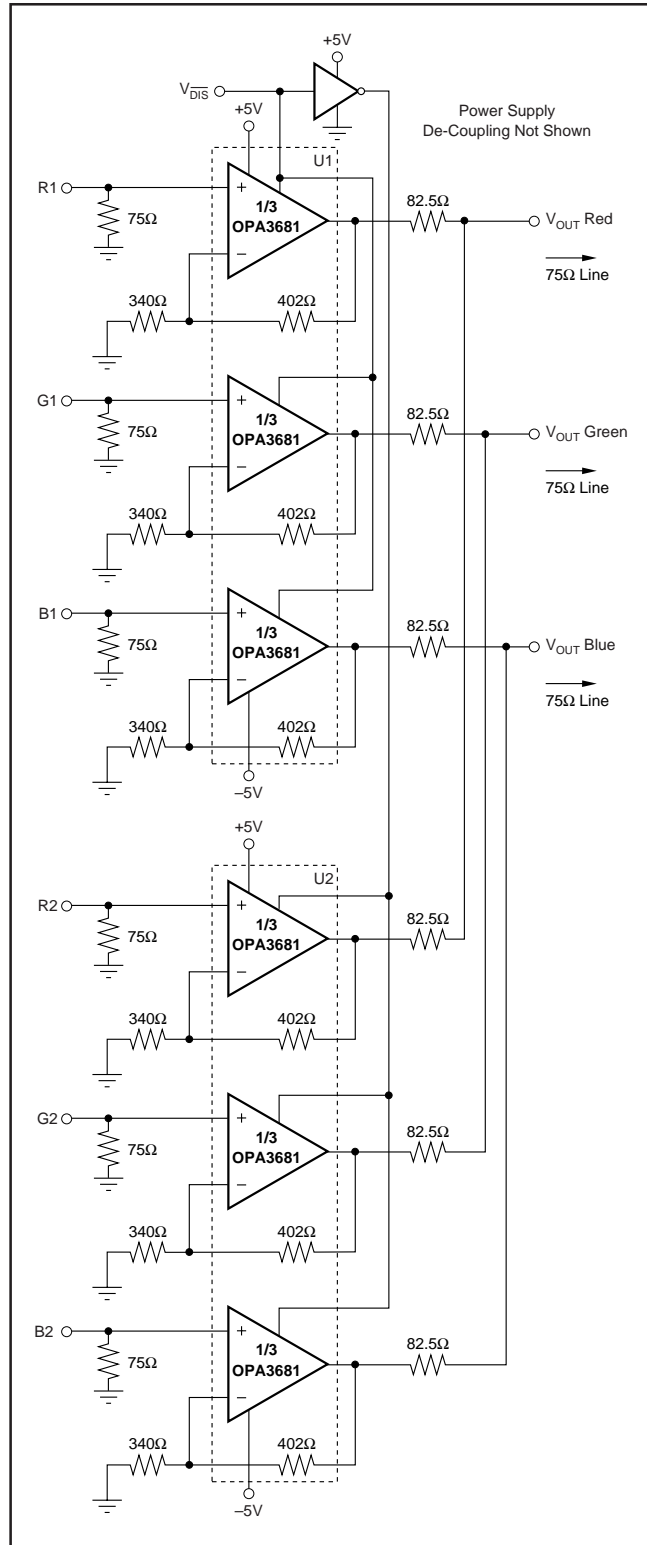 +5V
V_DIS
+5V
Power Supply
De-Coupling Not Shown
U1
R1
+
1/3
OPA3681
–
75Ω
82.5Ω
V_OUT Red
75Ω Line
340Ω
402Ω
G1
+
1/3
OPA3681
–
75Ω
82.5Ω
V_OUT Green
75Ω Line
340Ω
402Ω
B1
+
1/3
OPA3681
–
75Ω
82.5Ω
V_OUT Blue
75Ω Line
340Ω
402Ω
–5V
+5V
U2
R2
+
1/3
OPA3681
–
75Ω
82.5Ω
340Ω
402Ω
G2
+
1/3
OPA3681
–
75Ω
82.5Ω
340Ω
402Ω
B2
+
1/3
OPA3681
–
75Ω
82.5Ω
340Ω
402Ω
–5V